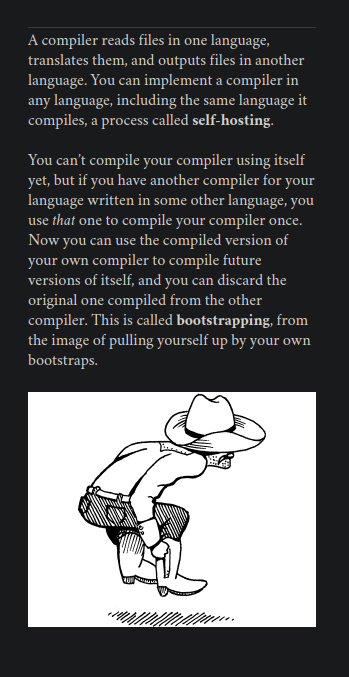 A compiler reads files in one language,
translates them, and outputs files in another
language. You can implement a compiler in
any language, including the same language it
compiles, a process called self-hosting.
You can’t compile your compiler using itself
yet, but if you have another compiler for your
language written in some other language, you
use that one to compile your compiler once.
Now you can use the compiled version of
your own compiler to compile future
versions of itself, and you can discard the
original one compiled from the other
compiler. This is called bootstrapping, from
the image of pulling yourself up by your own
bootstraps.